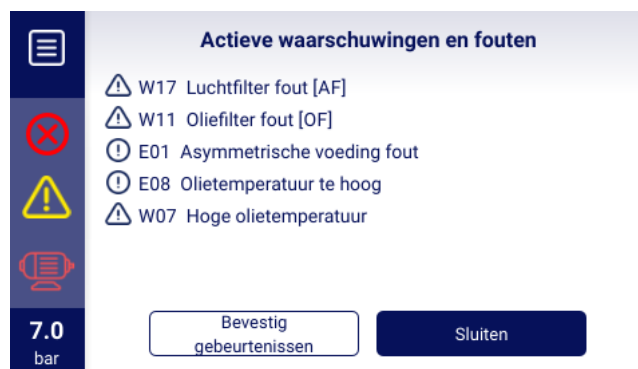 Actieve waarschuwingen en fouten
W17 Luchtfilter fout [AF]
W11 Oliefilter fout [OF]
E01 Asymmetrische voeding fout
E08 Olietemperatuur te hoog
W07 Hoge olietemperatuur
7.0
bar
Bevestig
gebeurtenissen
Sluiten